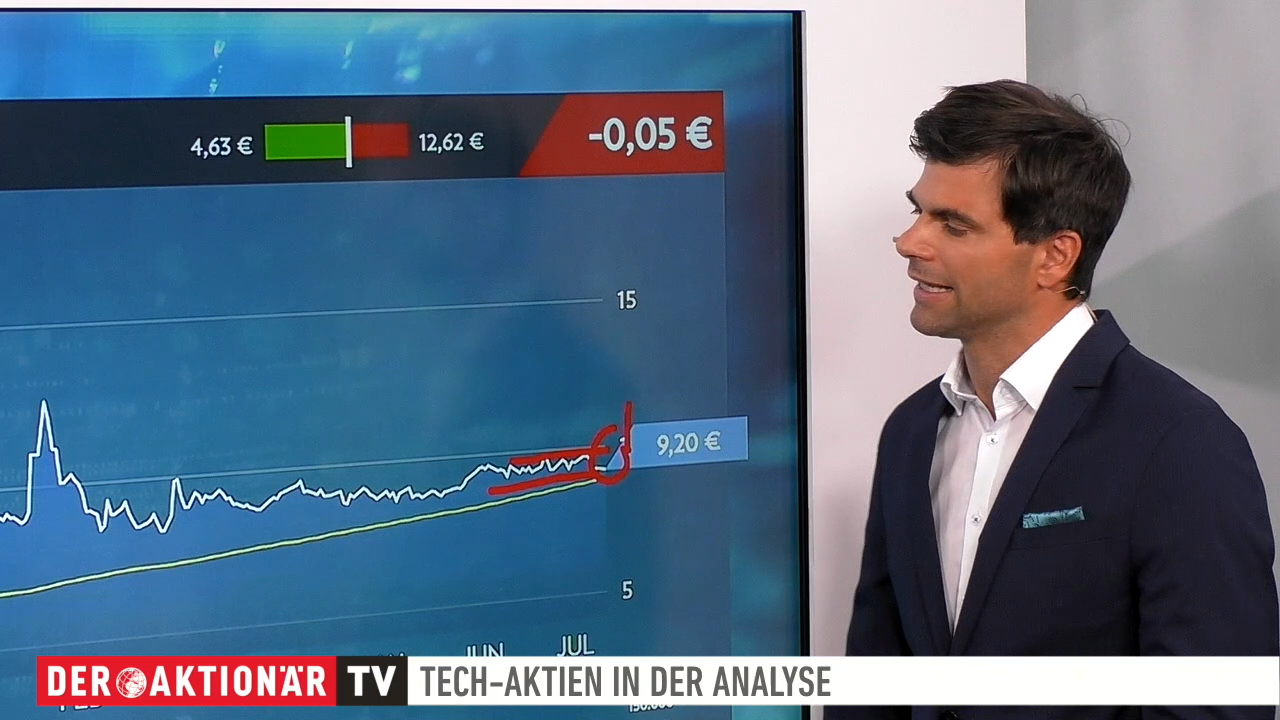 4,63 €
12,62 €
-0,05 €
15
9,20 €
5
JUN
JUL
DER AKTIONÄR TV
TECH-AKTIEN IN DER ANALYSE